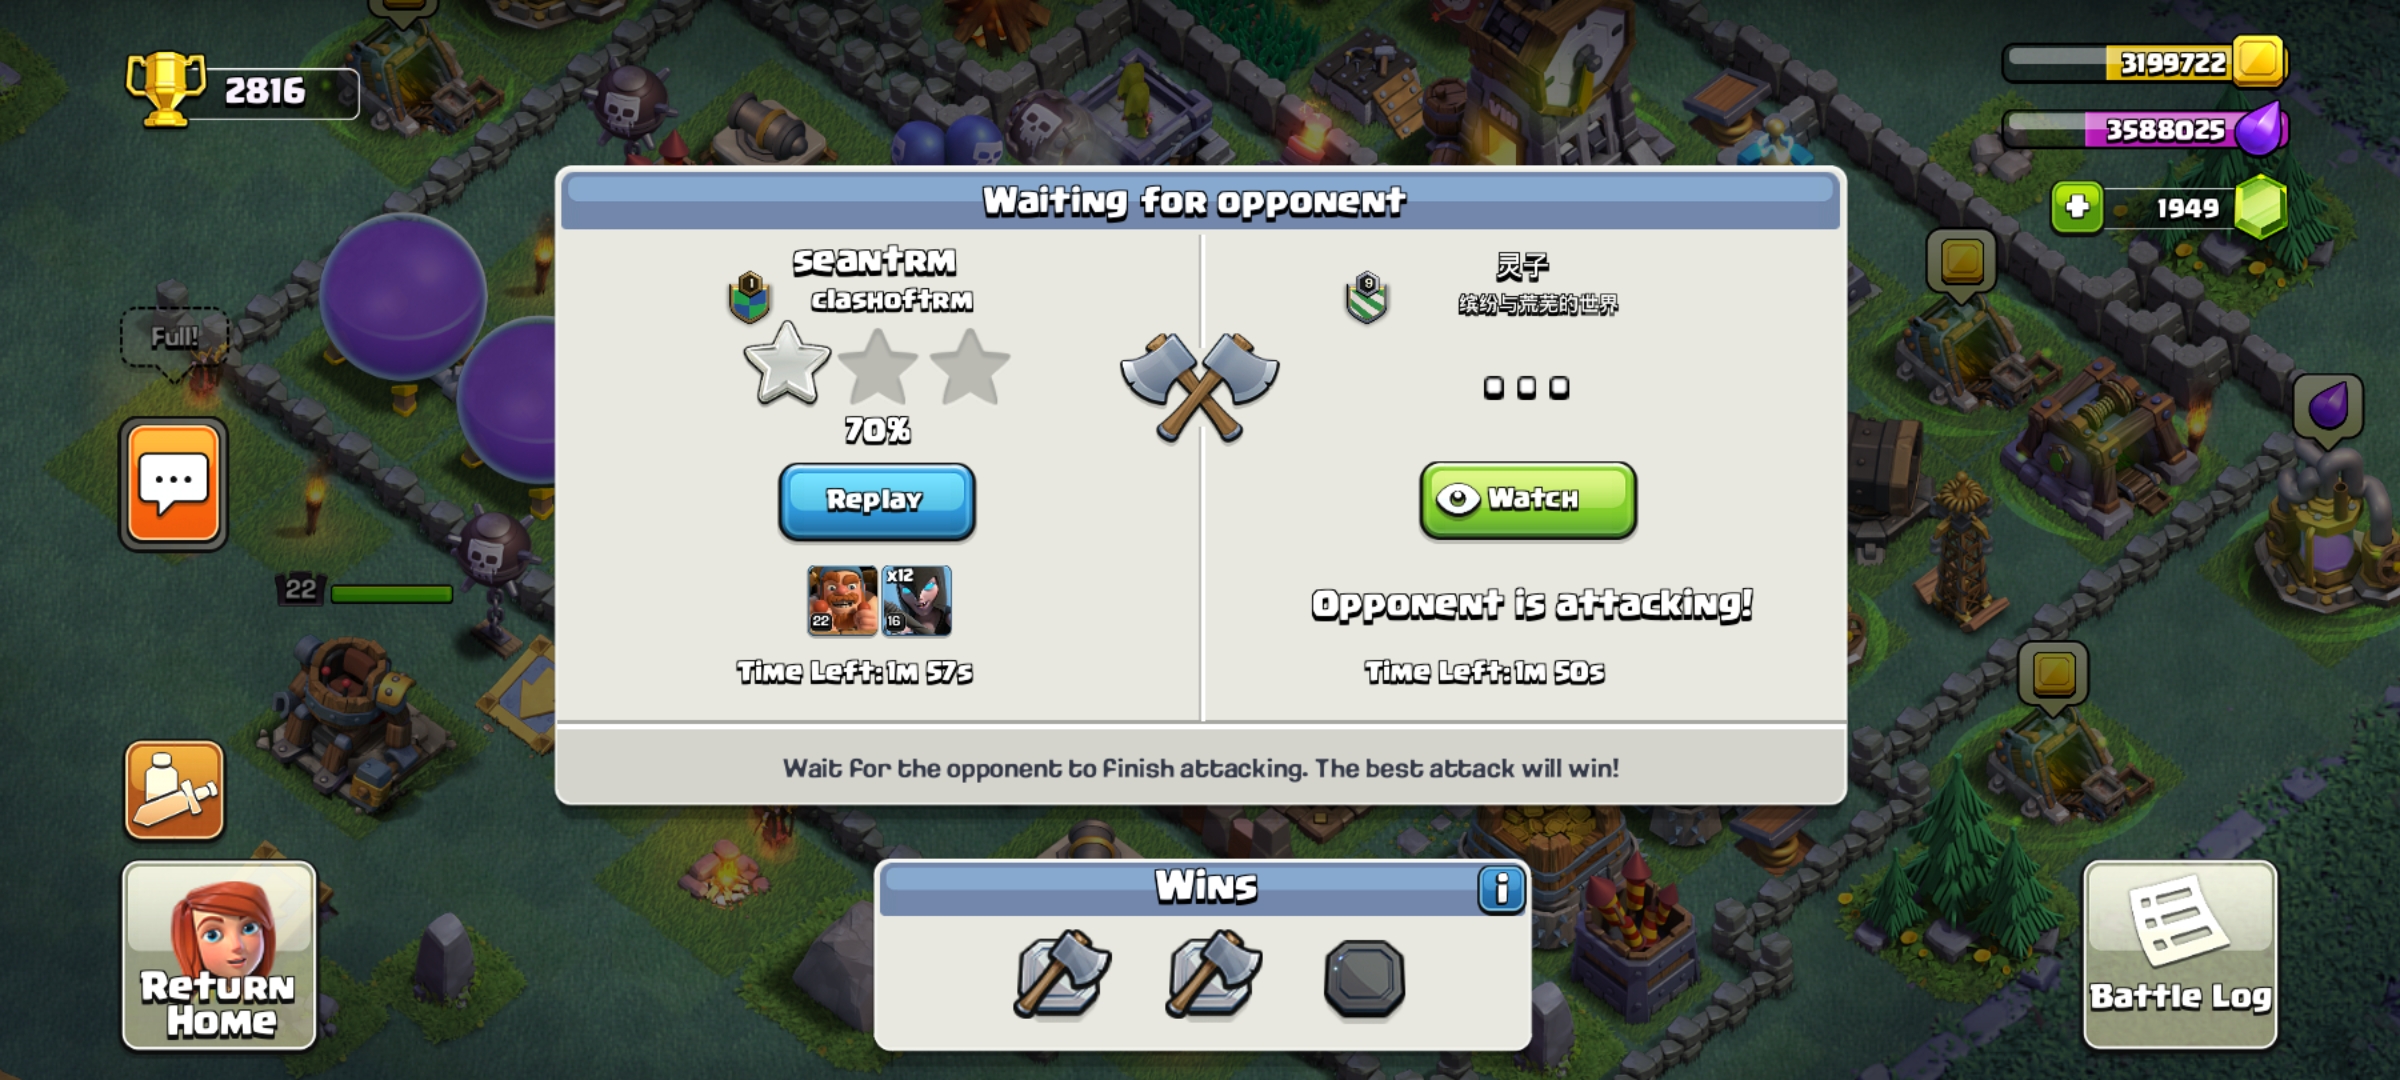 2816
3199722
3588025
1949
Full!
22
Waiting for opponent
seantrm
1
clashoftrm
70%
Replay
22
x12
16
Time Left:1m 57s
灵子
9
缤纷与荒芜的世界
Watch
Opponent is attacking!
Time Left:1m 50s
Wait for the opponent to finish attacking. The best attack will win!
Wins
i
Return
Home
Battle Log